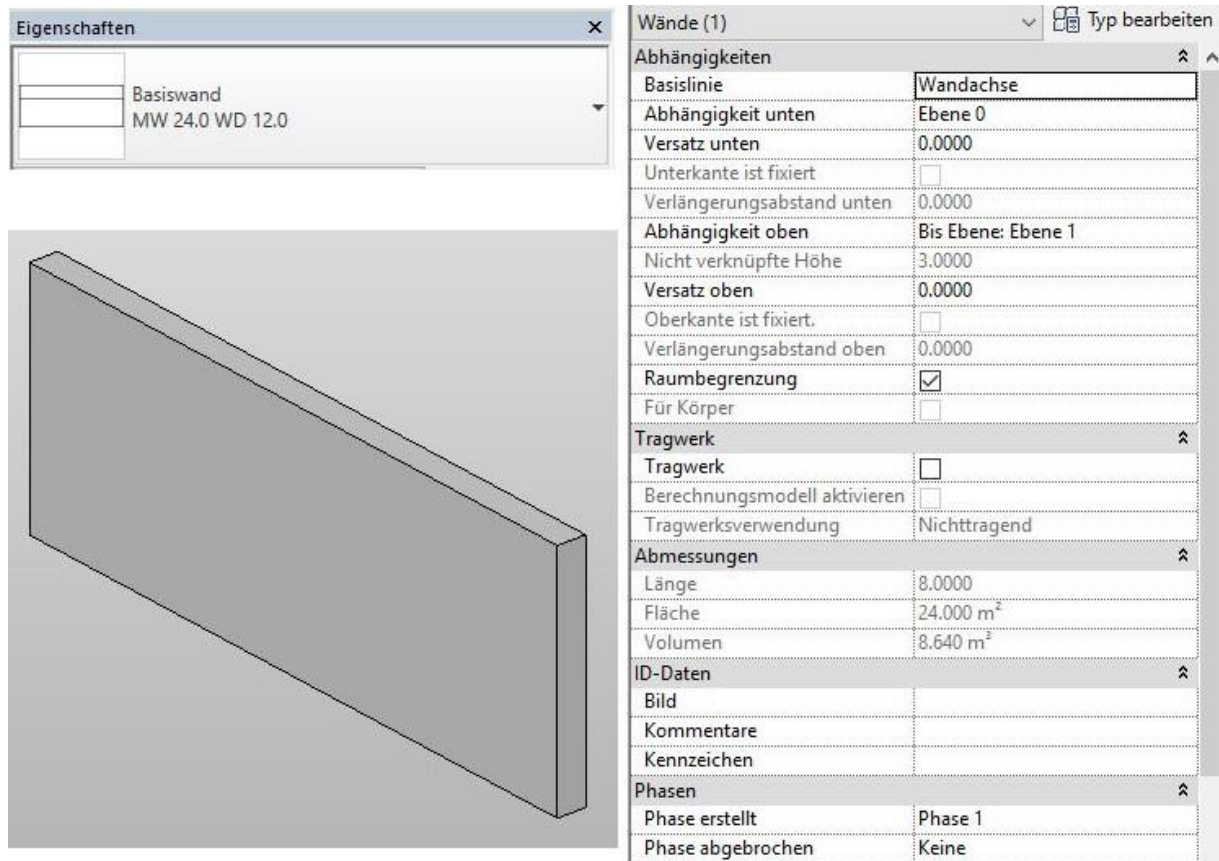 Eigenschaften
Basiswand
MW 24.0 WD 12.0
Wände (1)
Typ bearbeiten
Abhängigkeiten
Basislinie Wandachse
Abhängigkeit unten Ebene 0
Versatz unten 0.0000
Unterkante ist fixiert
Verlängerungsabstand unten 0.0000
Abhängigkeit oben Bis Ebene: Ebene 1
Nicht verknüpfte Höhe 3.0000
Versatz oben 0.0000
Oberkante ist fixiert.
Verlängerungsabstand oben 0.0000
Raumbegrenzung
Für Körper
Tragwerk
Tragwerk
Berechnungsmodell aktivieren
Tragwerksverwendung Nichttragend
Abmessungen
Länge 8.0000
Fläche 24.000 m²
Volumen 8.640 m³
ID-Daten
Bild
Kommentare
Kennzeichen
Phasen
Phase erstellt Phase 1
Phase abgebrochen Keine